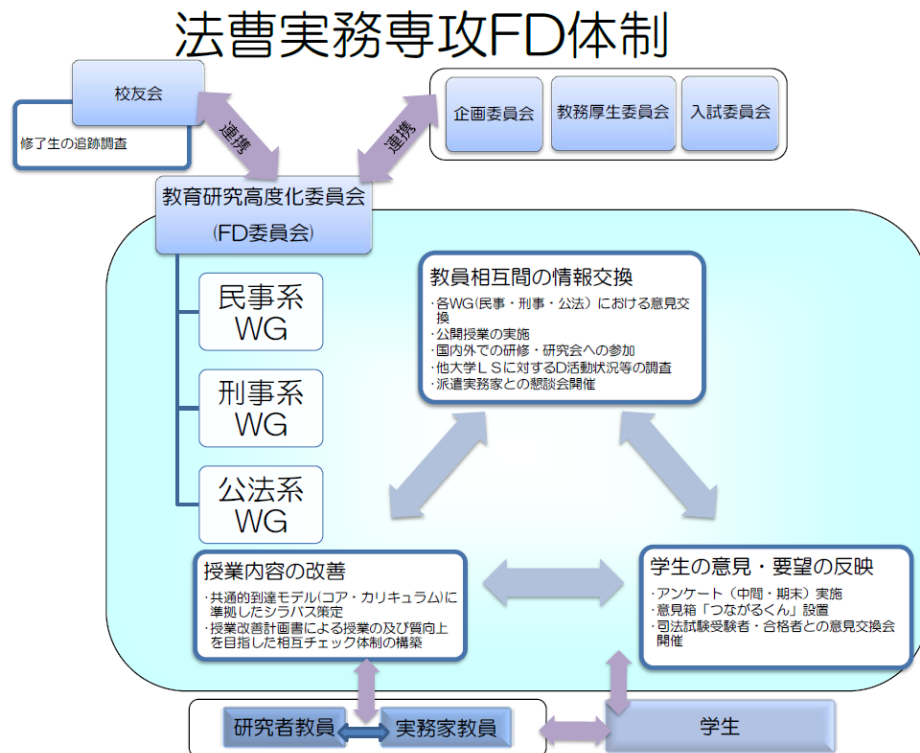 法曹実務専攻FD体制
校友会
修了生の追跡調査
連携
連携
企画委員会
教務厚生委員会
入試委員会
教育研究高度化委員会
(FD委員会)
民事系
WG
刑事系
WG
公法系
WG
教員相互間の情報交換
・各WG(民事・刑事・公法）における意見交
換
・公開授業の実施
・国内外での研修・研究会への参加
・他大学ＬＳに対するD活動状況等の調査
・派遣実務家との懇談会開催
授業内容の改善
・共通的到達モデル(コア・カリキュラム)に
準拠したシラバス策定
・授業改善計画書による授業の及び質向上
を目指した相互チェック体制の構築
学生の意見・要望の反映
・アンケート（中間・期末）実施
・意見箱「つながるくん」設置
・司法試験受験者・合格者との意見交換会
開催
研究者教員
実務家教員
学生